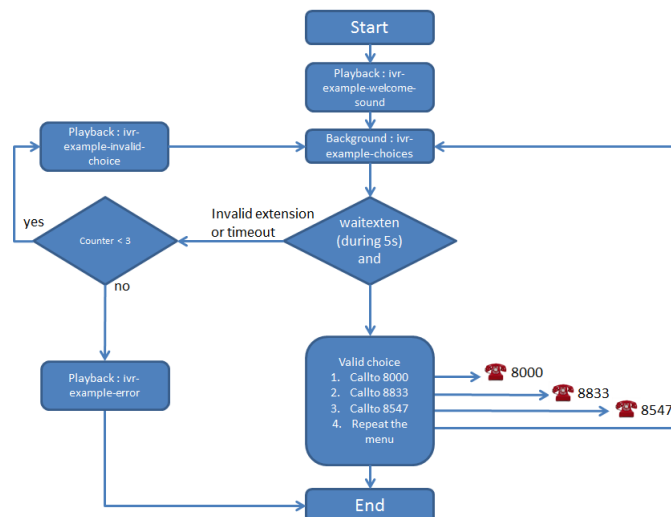 Start
Playback : ivr-
example-welcome-
sound
Playback : ivr-
example-invalid-
choice
Background : ivr-
example-choices
Invalid extension
or timeout
waitexten
(during 5s)
and
yes
Counter < 3
no
Valid choice
1. Callto 8000
2. Callto 8833
3. Callto 8547
4. Repeat the
menu
8000
8833
8547
Playback : ivr-
example-error
End